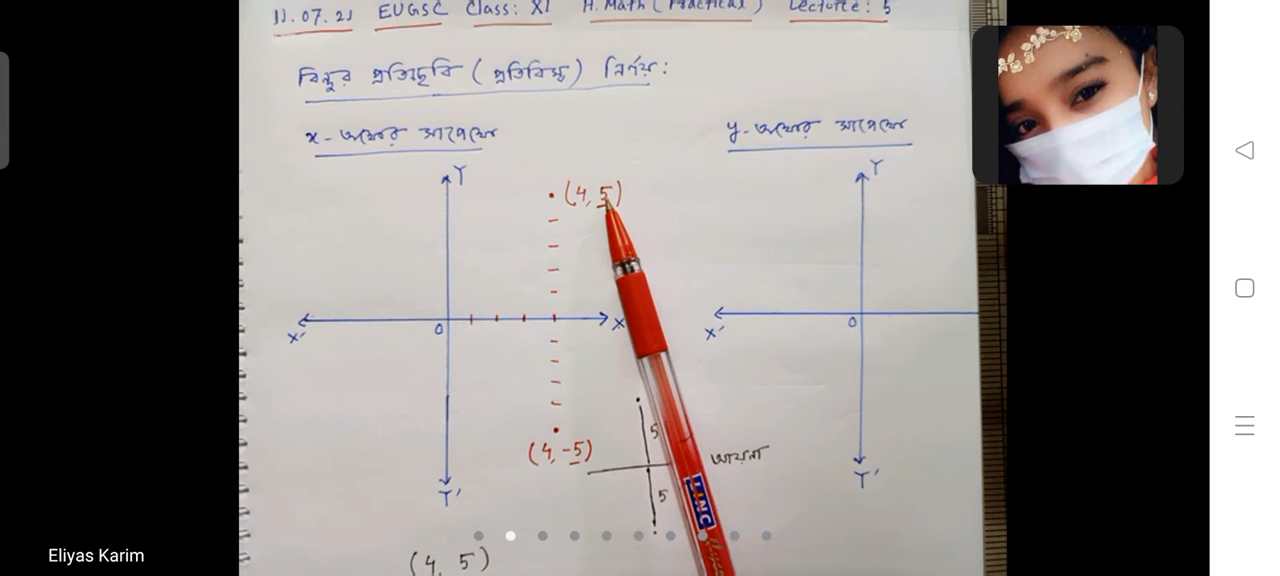 11.07.21 EUGSC Class: XI H. Math (Practical) Lecture: 5
বিন্দুর প্রতিচ্ছবি (প্রতিবিম্ব) নির্ণয়:
x-অক্ষের সাপেক্ষে
y-অক্ষের সাপেক্ষে
Y
Y
(4, 5)
X' O X
X' O
5
(4, -5)
আয়না
5
Y'
Y'
LINC
Eliyas Karim
(4, 5)